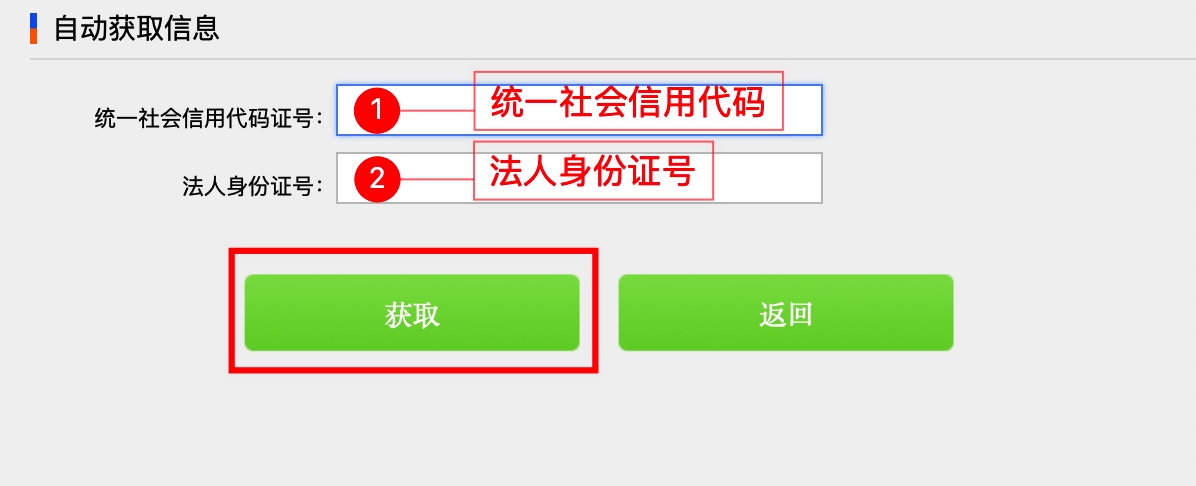 自动获取信息
统一社会信用代码证号：
1
统一社会信用代码
法人身份证号：
2
法人身份证号
获取
返回